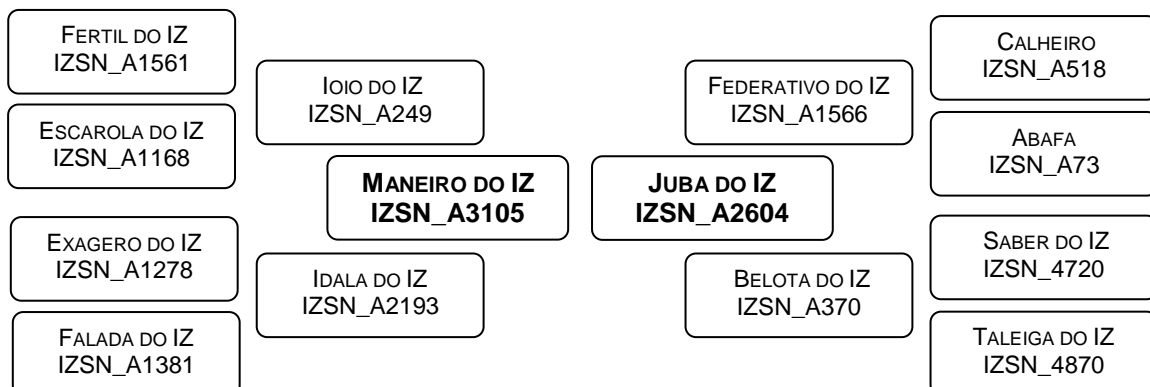 FERTIL DO IZ
IZSN_A1561
ESCAROLA DO IZ
IZSN_A1168
EXAGERO DO IZ
IZSN_A1278
FALADA DO IZ
IZSN_A1381
IOIO DO IZ
IZSN_A249
IDALA DO IZ
IZSN_A2193
MANEIRO DO IZ
IZSN_A3105
JUBA DO IZ
IZSN_A2604
FEDERATIVO DO IZ
IZSN_A1566
BELOTA DO IZ
IZSN_A370
CALHEIRO
IZSN_A518
ABAFA
IZSN_A73
SABER DO IZ
IZSN_4720
TALEIGA DO IZ
IZSN_4870